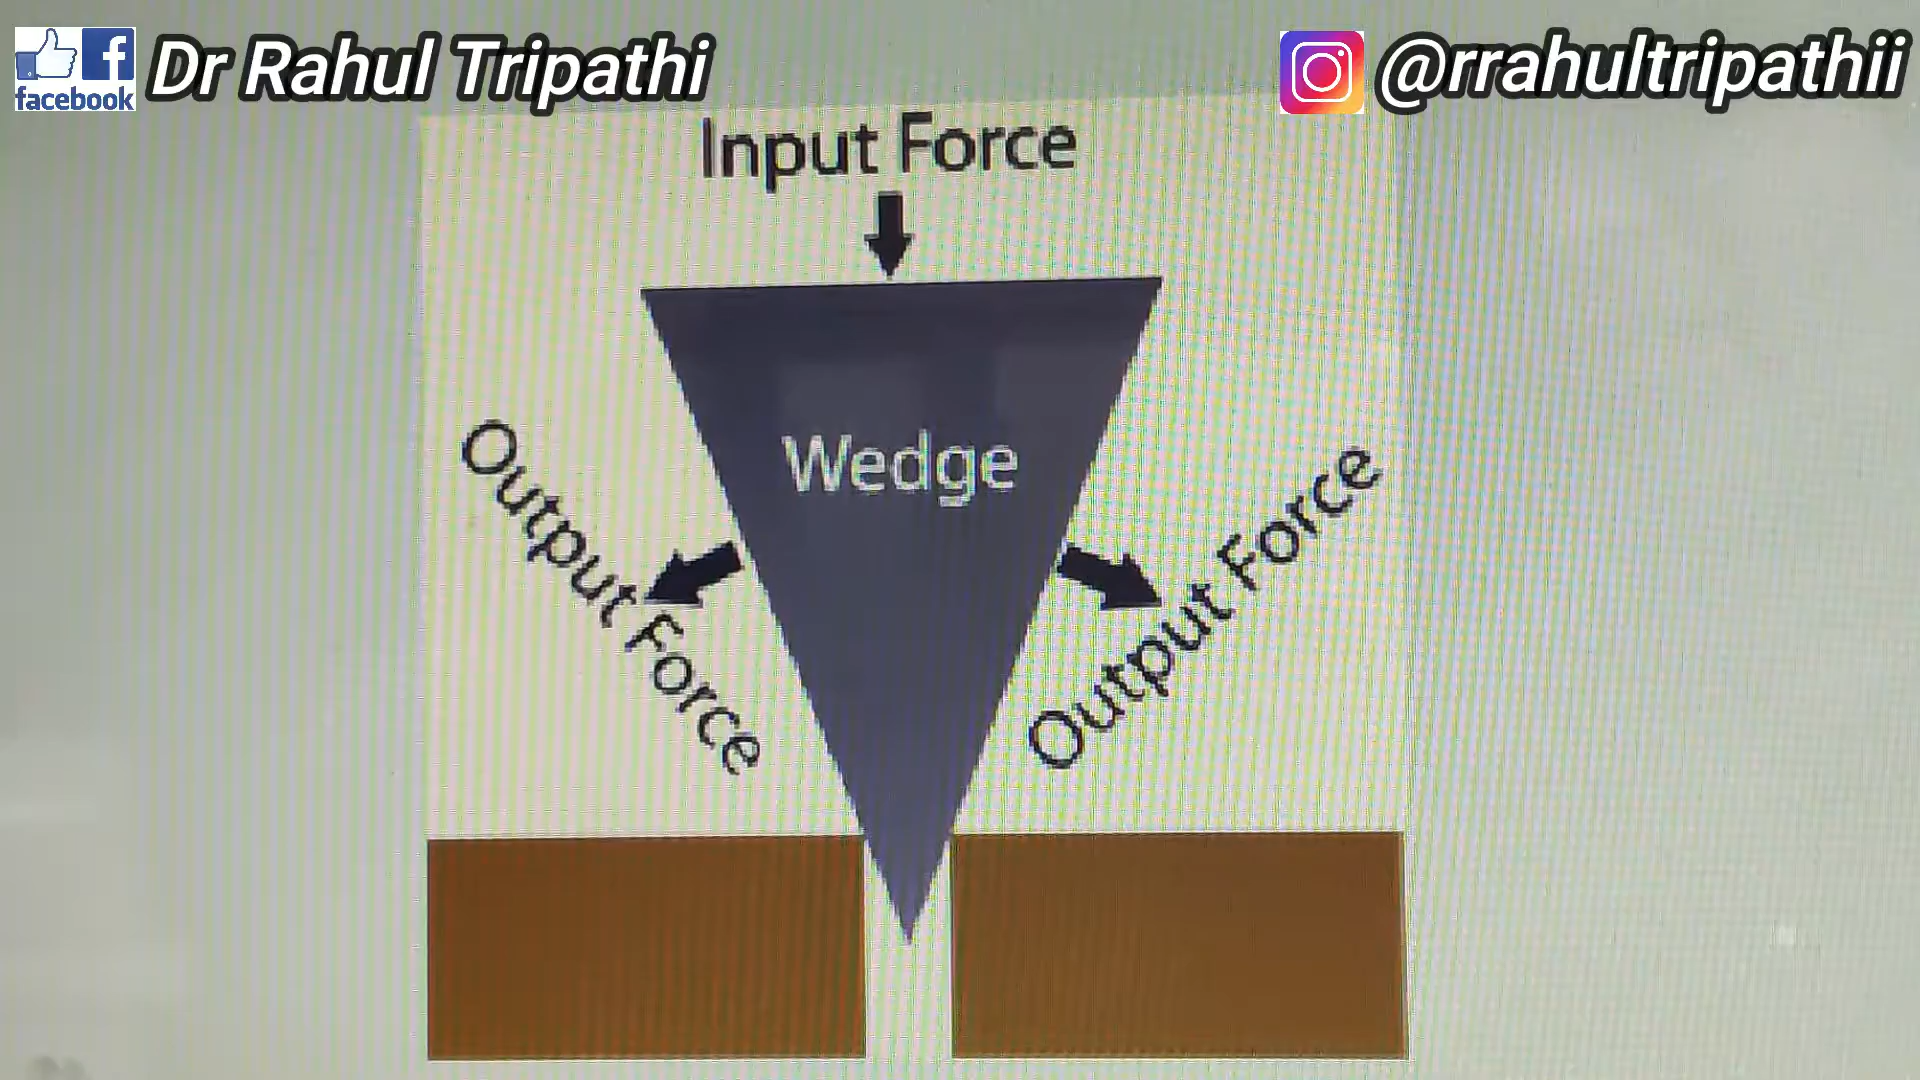 facebook
Dr Rahul Tripathi
@rrahultripathii
Input Force
Wedge
Output Force
Output Force